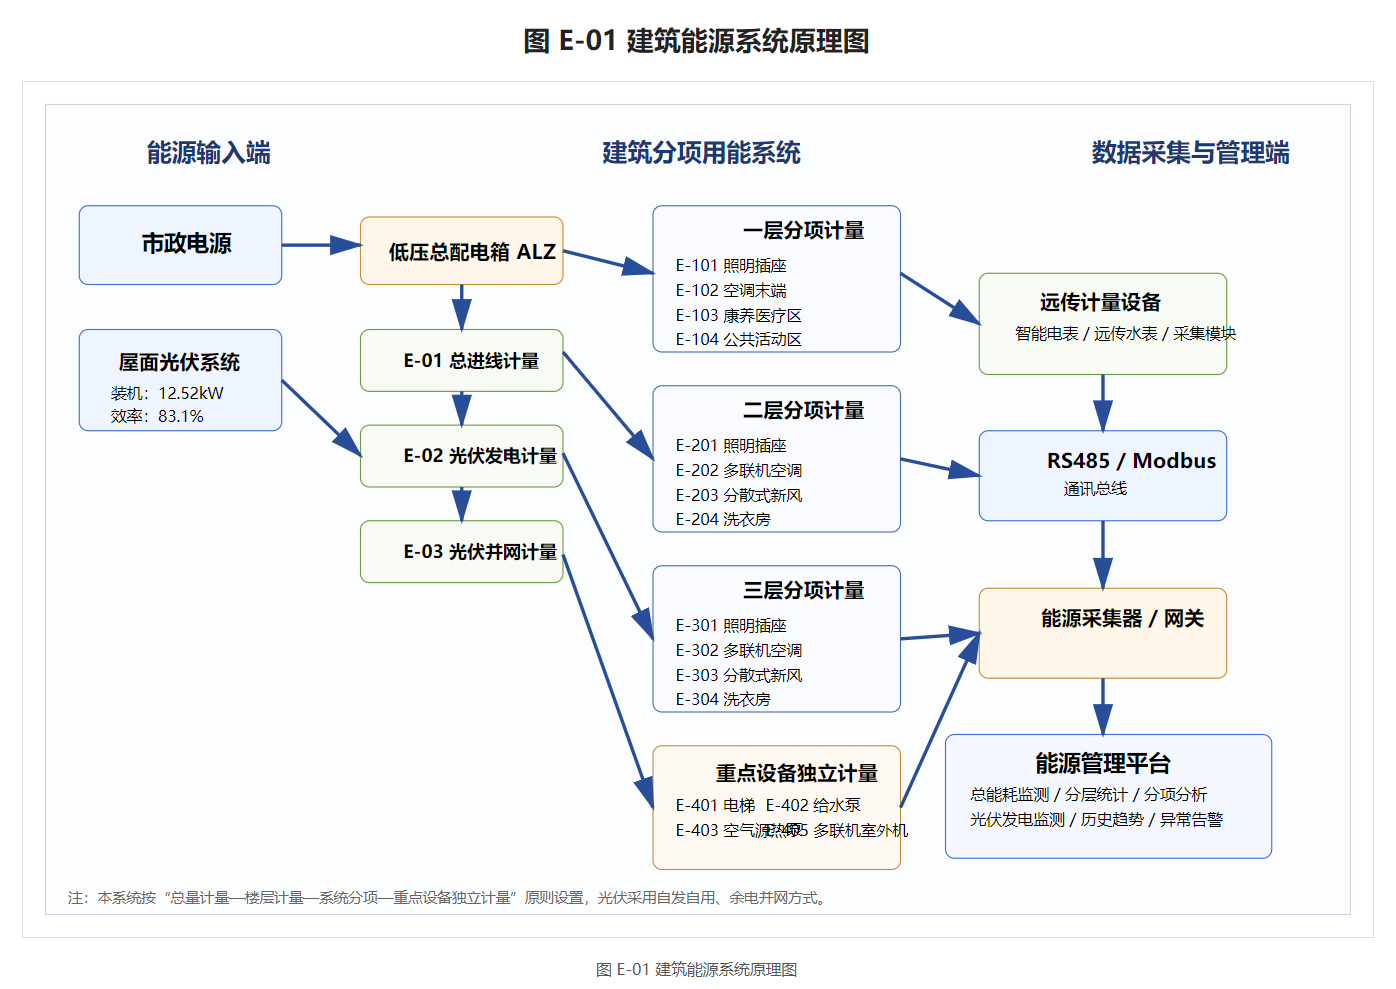 图 E-01 建筑能源系统原理图
能源输入端
建筑分项用能系统
数据采集与管理端
市政电源
屋面光伏系统
装机：12.52kW
效率：83.1%
低压总配电箱 ALZ
E-01 总进线计量
E-02 光伏发电计量
E-03 光伏并网计量
一层分项计量
E-101 照明插座
E-102 空调末端
E-103 康养医疗区
E-104 公共活动区
二层分项计量
E-201 照明插座
E-202 多联机空调
E-203 分散式新风
E-204 洗衣房
三层分项计量
E-301 照明插座
E-302 多联机空调
E-303 分散式新风
E-304 洗衣房
重点设备独立计量
E-401 电梯 E-402 给水泵
E-403 空气源热泵 E-405 多联机室外机
远传计量设备
智能电表 / 远传水表 / 采集模块
RS485 / Modbus
通讯总线
能源采集器 / 网关
能源管理平台
总能耗监测 / 分层统计 / 分项分析
光伏发电监测 / 历史趋势 / 异常告警
注：本系统按“总量计量—楼层计量—系统分项—重点设备独立计量”原则设置，光伏采用自发自用、余电并网方式。
图 E-01 建筑能源系统原理图